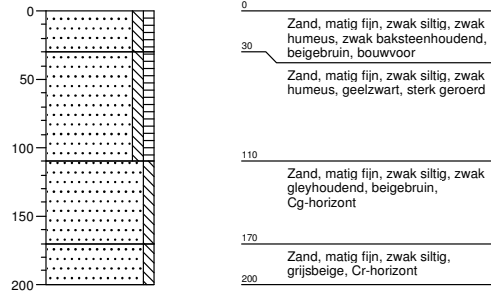 0
50
100
150
200
0
Zand, matig fijn, zwak siltig, zwak
humeus, zwak baksteenhoudend,
beigebruin, bouwvoor
30
Zand, matig fijn, zwak siltig, zwak
humeus, geelzwart, sterk geroerd
110
Zand, matig fijn, zwak siltig, zwak
gleyhoudend, beigebruin,
Cg-horizont
170
Zand, matig fijn, zwak siltig,
grijsbeige, Cr-horizont
200